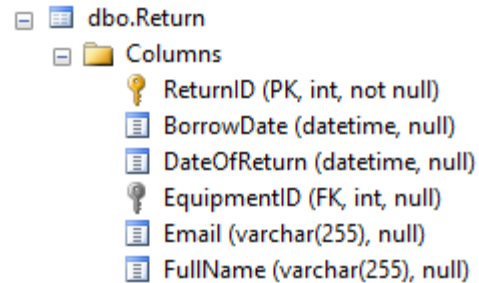 dbo.Return
Columns
ReturnID (PK, int, not null)
BorrowDate (datetime, null)
DateOfReturn (datetime, null)
EquipmentID (FK, int, null)
Email (varchar(255), null)
FullName (varchar(255), null)